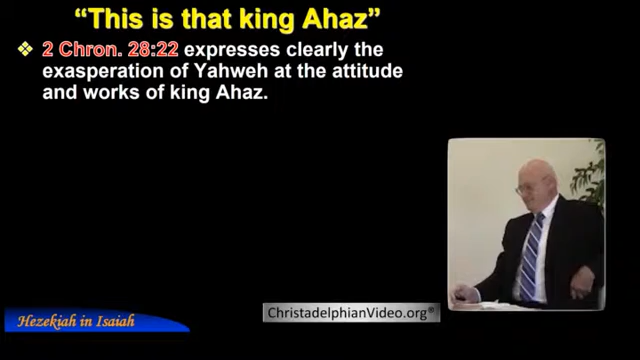 “This is that king Ahaz”
❖ 2 Chron. 28:22 expresses clearly the
exasperation of Yahweh at the attitude
and works of king Ahaz.
Hezekiah in Isaiah
ChristadelphianVideo.org®